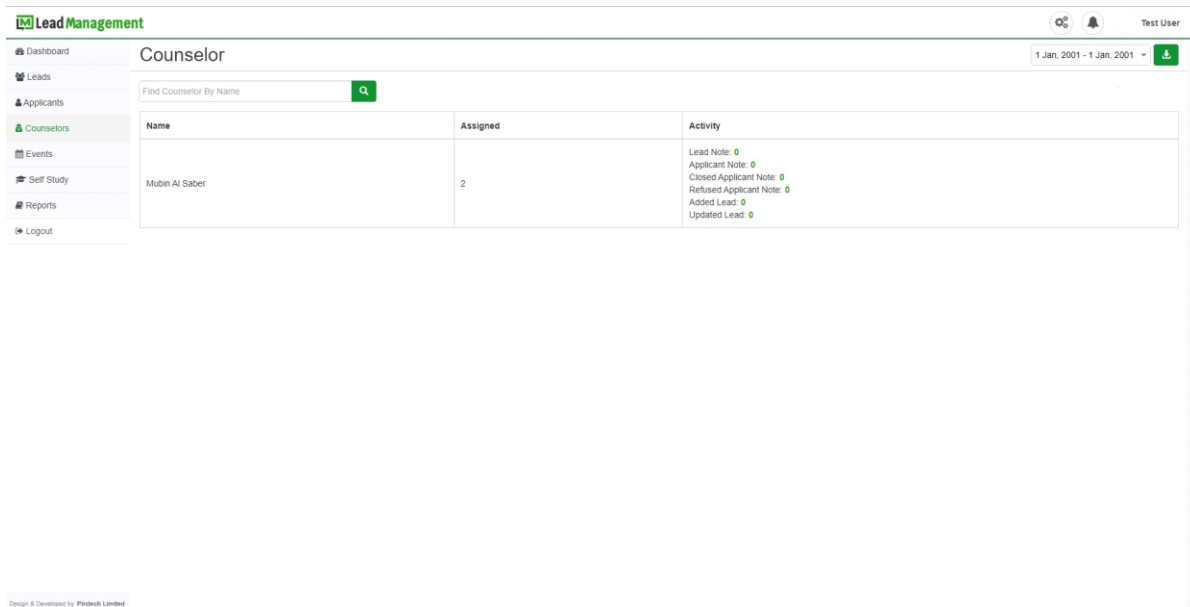 Lead Management
Test User
Dashboard
Leads
Applicants
Counselors
Events
Self Study
Reports
Logout
Counselor
1 Jan, 2001 - 1 Jan, 2001
Find Counselor By Name
Name Assigned Activity
Mubin Al Saber 2
Lead Note: 0
Applicant Note: 0
Closed Applicant Note: 0
Refused Applicant Note: 0
Added Lead: 0
Updated Lead: 0
Design & Developed by Piistech Limited